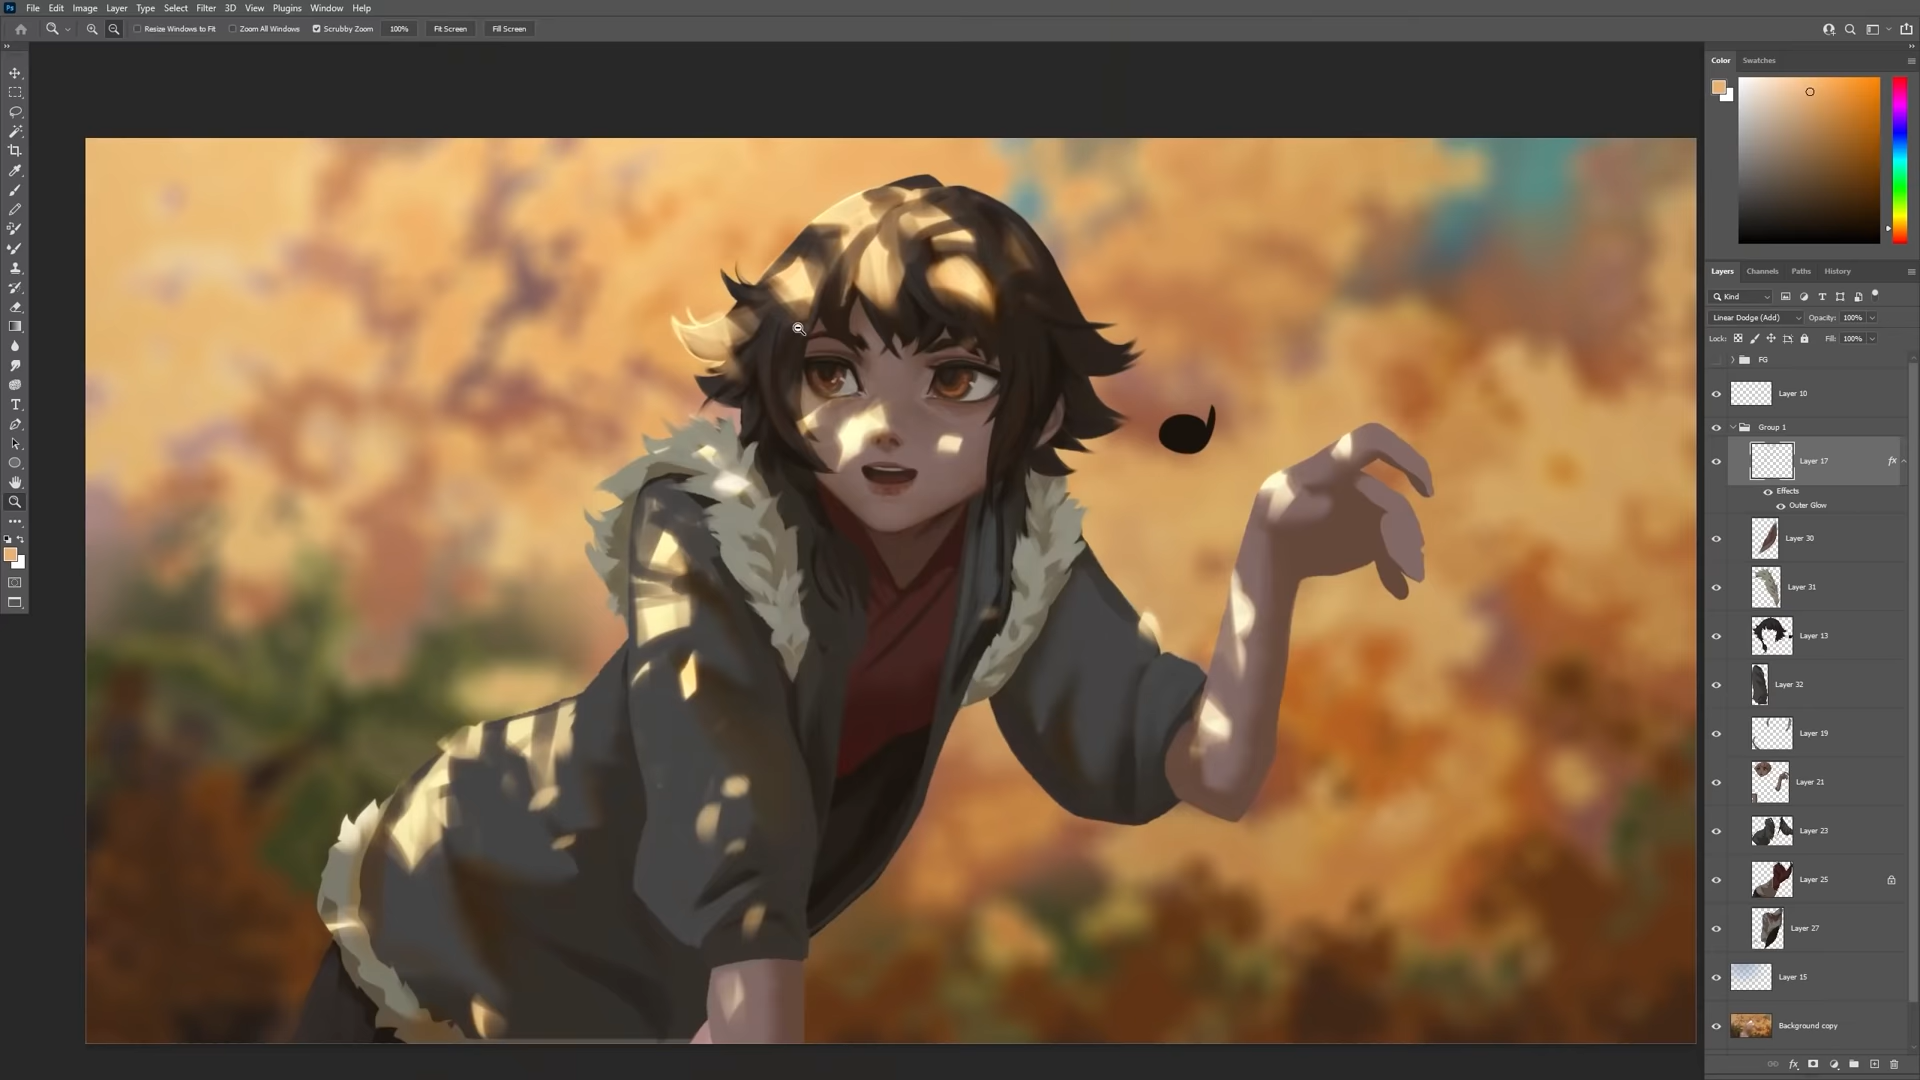 Ps File Edit Image Layer Type Select Filter 3D View Plugins Window Help
Resize Windows to Fit Zoom All Windows Scrubby Zoom 100% Fit Screen Fill Screen
Color Swatches
Layers Channels Paths History
Kind
Linear Dodge (Add) Opacity: 100%
Lock: Fill: 100%
FG
Layer 10
Group 1
Layer 17 fx
Effects
Outer Glow
Layer 30
Layer 31
Layer 13
Layer 32
Layer 19
Layer 21
Layer 23
Layer 25
Layer 27
Layer 15
Background copy
fx